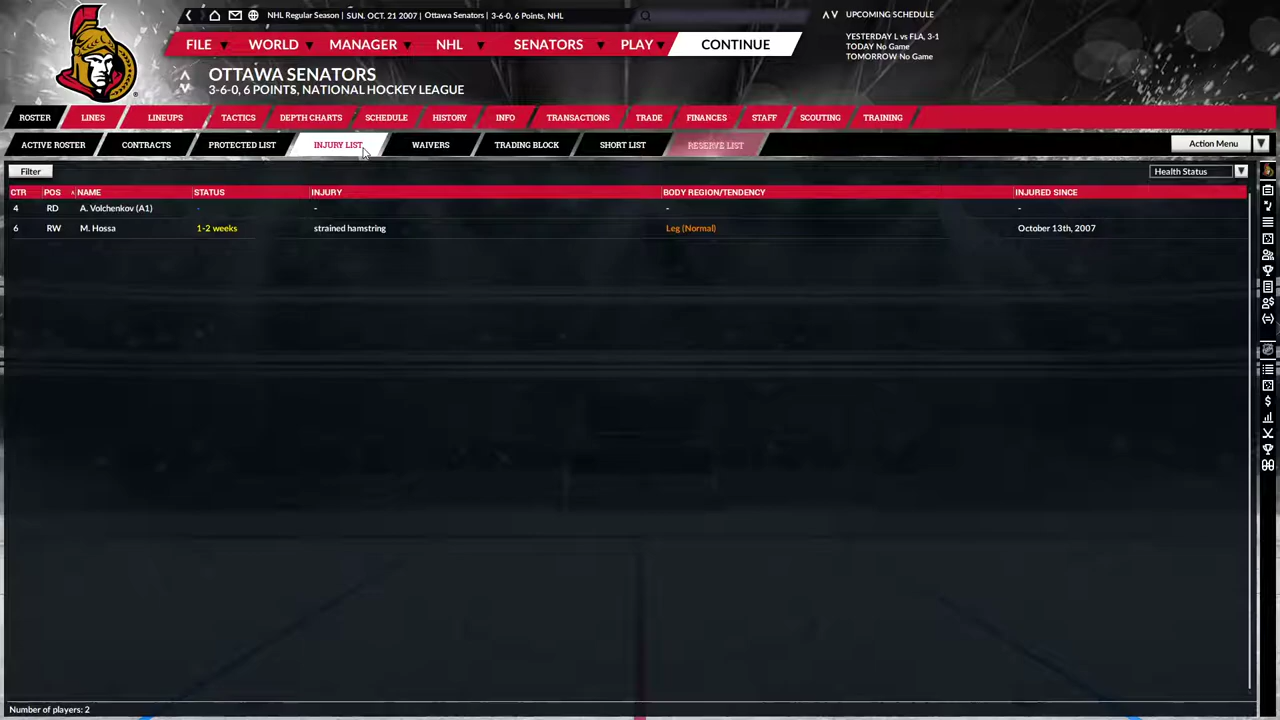 NHL Regular Season | SUN. OCT. 21 2007 | Ottawa Senators | 3-6-0, 6 Points, NHL
UPCOMING SCHEDULE
YESTERDAY L vs FLA, 3-1
TODAY No Game
TOMORROW No Game
FILE WORLD MANAGER NHL SENATORS PLAY CONTINUE
OTTAWA SENATORS
3-6-0, 6 POINTS, NATIONAL HOCKEY LEAGUE
ROSTER LINES LINEUPS TACTICS DEPTH CHARTS SCHEDULE HISTORY INFO TRANSACTIONS TRADE FINANCES STAFF SCOUTING TRAINING
ACTIVE ROSTER CONTRACTS PROTECTED LIST INJURY LIST WAIVERS TRADING BLOCK SHORT LIST RESERVE LIST Action Menu
Filter Health Status
CTR POS NAME STATUS INJURY BODY REGION/TENDENCY INJURED SINCE
4 RD A. Volchenkov (A1) - - - -
6 RW M. Hossa 1-2 weeks strained hamstring Leg (Normal) October 13th, 2007
Number of players: 2